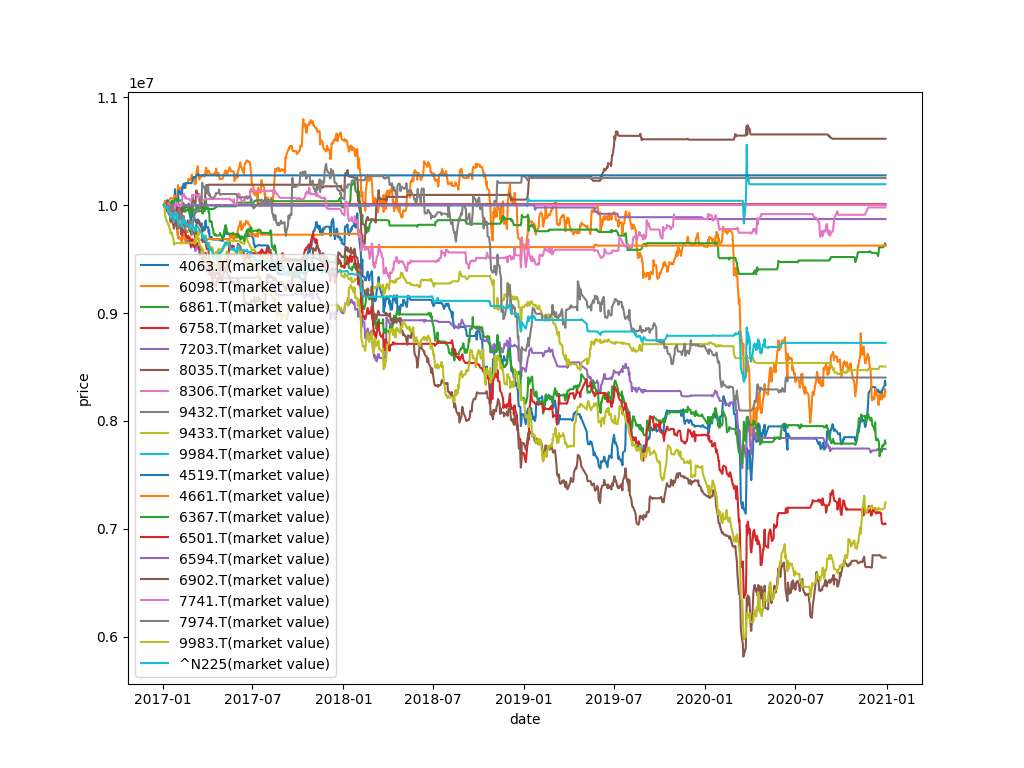 1e7
1.1
1.0
0.9
0.8
0.7
0.6
price
4063.T(market value)
6098.T(market value)
6861.T(market value)
6758.T(market value)
7203.T(market value)
8035.T(market value)
8306.T(market value)
9432.T(market value)
9433.T(market value)
9984.T(market value)
4519.T(market value)
4661.T(market value)
6367.T(market value)
6501.T(market value)
6594.T(market value)
6902.T(market value)
7741.T(market value)
7974.T(market value)
9983.T(market value)
^N225(market value)
2017-01 2017-07 2018-01 2018-07 2019-01 2019-07 2020-01 2020-07 2021-01
date